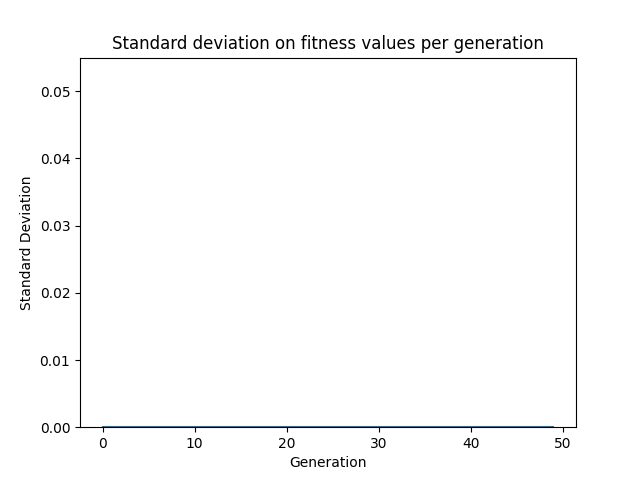 Standard deviation on fitness values per generation
0.05
0.04
0.03
0.02
0.01
0.00
Standard Deviation
0 10 20 30 40 50
Generation